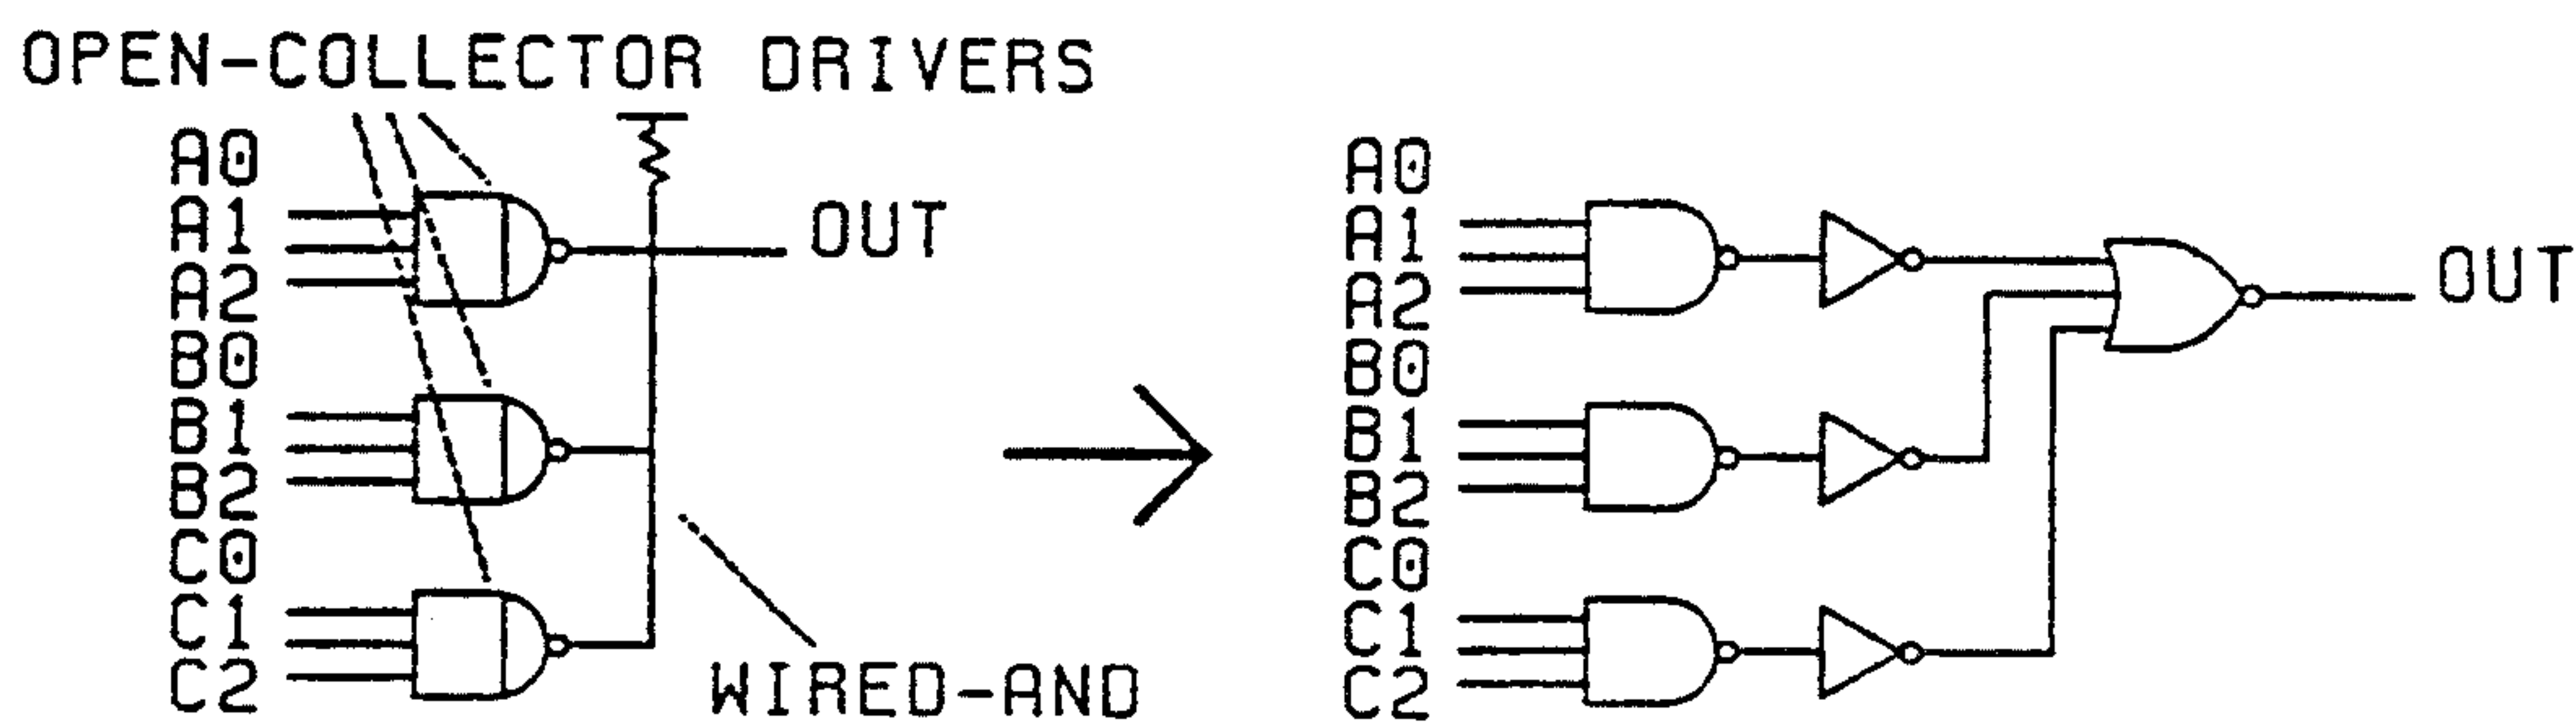 OPEN-COLLECTOR DRIVERS
A0
A1
A2
B0
B1
B2
C0
C1
C2
OUT
WIRED-AND
A0
A1
A2
B0
B1
B2
C0
C1
C2
OUT